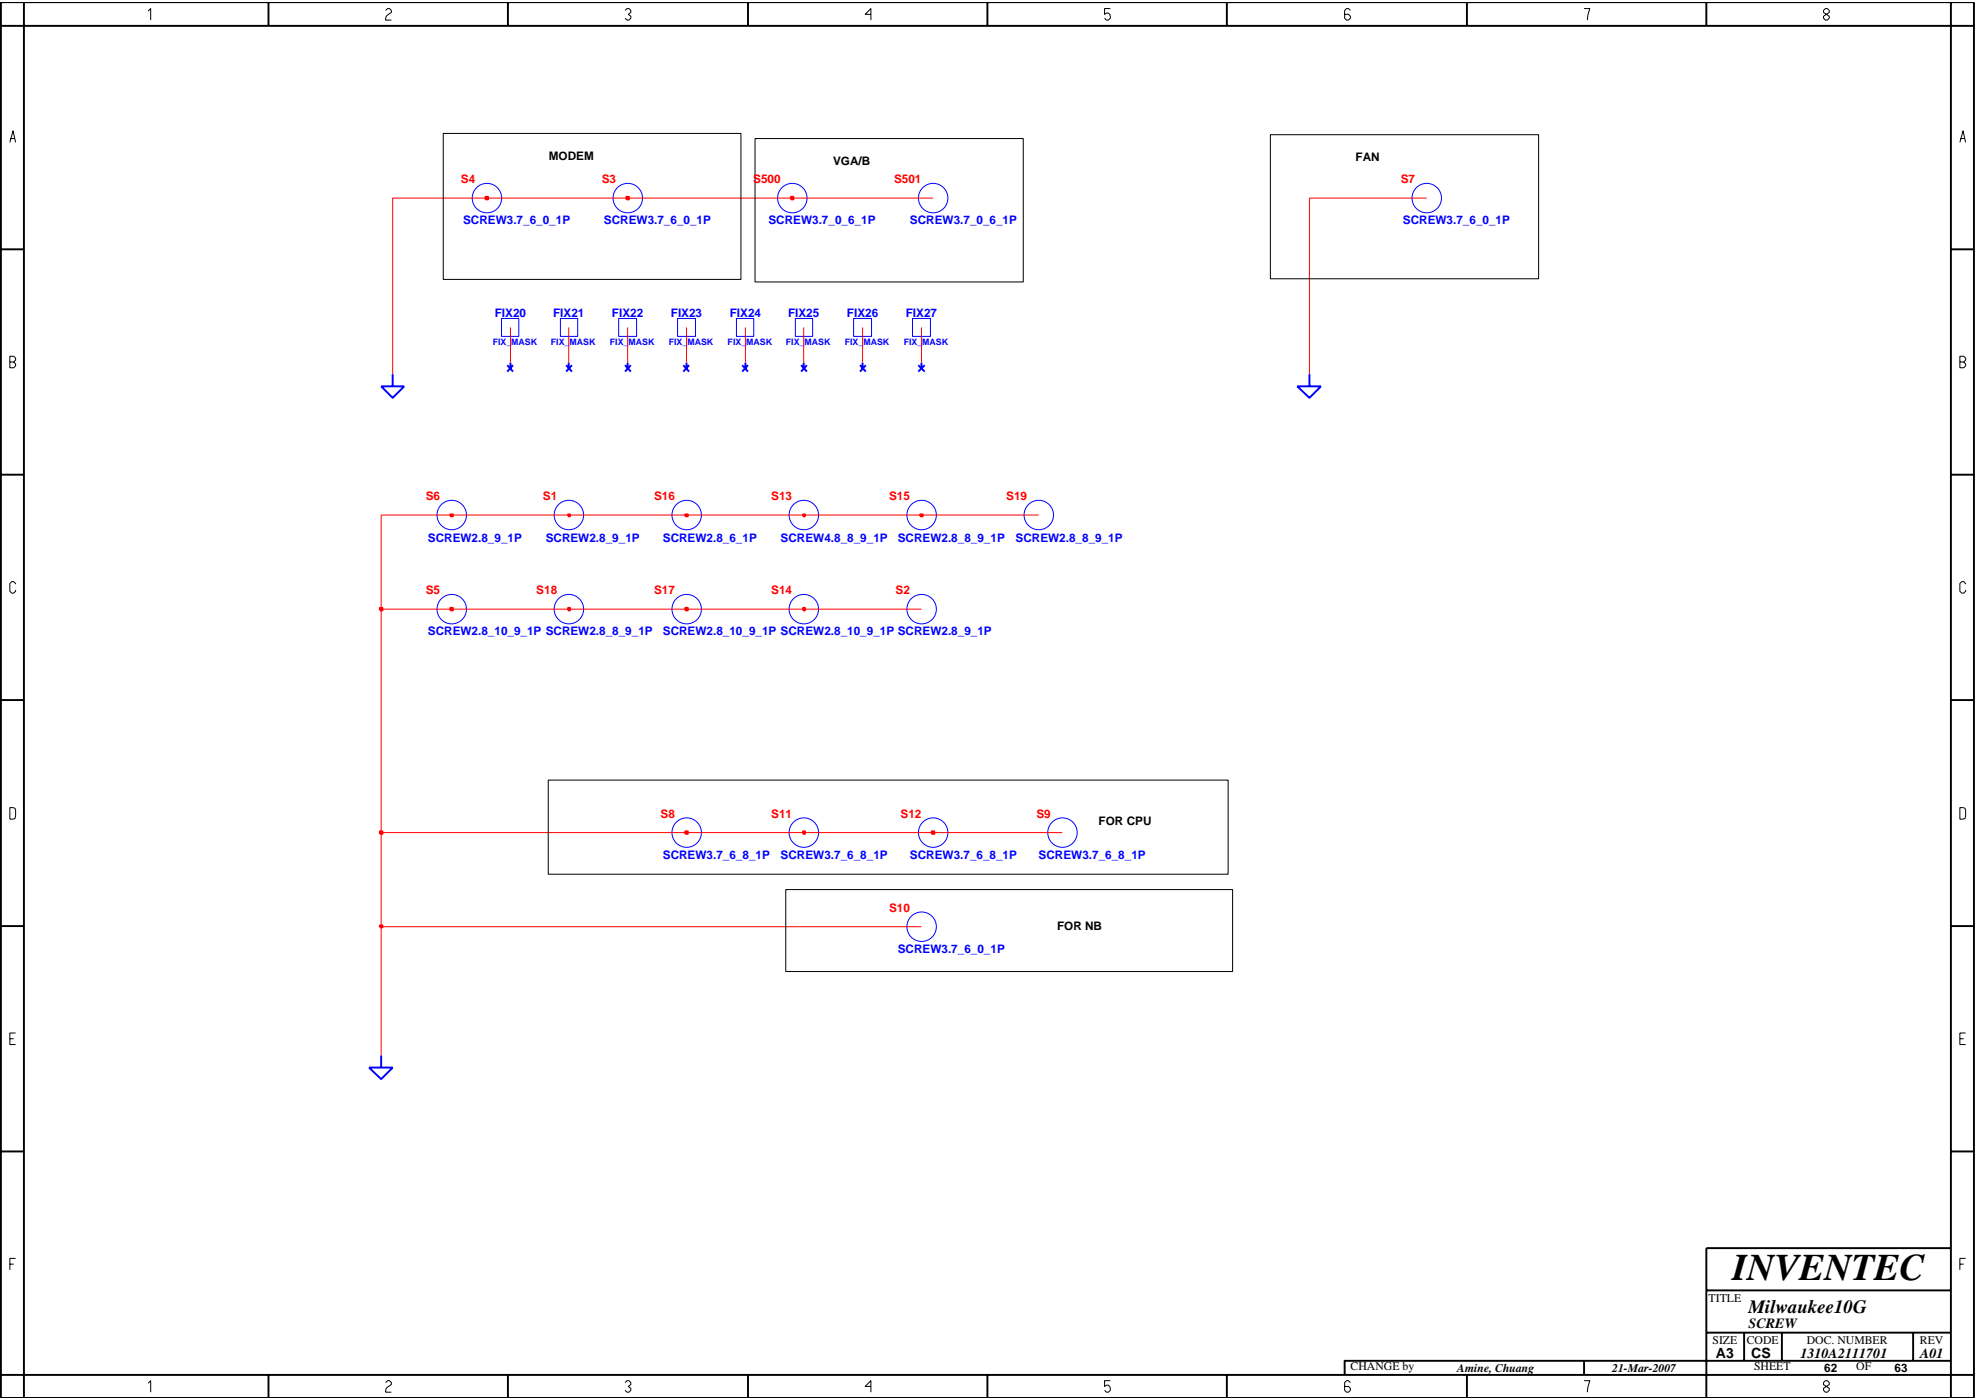 1 2 3 4 5 6 7 8
A A
MODEM VGA/B FAN
S4 S3 S500 S501 S7
SCREW3.7_6_0_1P SCREW3.7_6_0_1P SCREW3.7_0_6_1P SCREW3.7_0_6_1P SCREW3.7_6_0_1P
FIX20 FIX21 FIX22 FIX23 FIX24 FIX25 FIX26 FIX27
FIX_MASK FIX_MASK FIX_MASK FIX_MASK FIX_MASK FIX_MASK FIX_MASK FIX_MASK
B B
S6 S1 S16 S13 S15 S19
SCREW2.8_9_1P SCREW2.8_9_1P SCREW2.8_6_1P SCREW4.8_8_9_1P SCREW2.8_8_9_1P SCREW2.8_8_9_1P
C C
S5 S18 S17 S14 S2
SCREW2.8_10_9_1P SCREW2.8_8_9_1P SCREW2.8_10_9_1P SCREW2.8_10_9_1P SCREW2.8_9_1P
D D
S8 S11 S12 S9 FOR CPU
SCREW3.7_6_8_1P SCREW3.7_6_8_1P SCREW3.7_6_8_1P SCREW3.7_6_8_1P
S10 FOR NB
SCREW3.7_6_0_1P
E E
F F
INVENTEC
TITLE Milwaukee10G
SCREW
SIZE CODE DOC. NUMBER REV
A3 CS 1310A2111701 A01
CHANGE by Amine, Chuang 21-Mar-2007 SHEET 62 OF 63
1 2 3 4 5 6 7 8